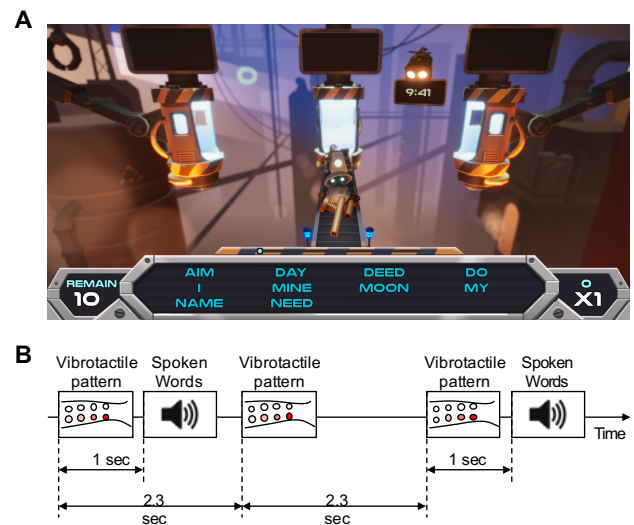 A
9:41
REMAIN
10
AIM DAY DEED DO
I MINE MOON MY
NAME NEED
0
X1
B
Vibrotactile pattern
Spoken Words
Vibrotactile pattern
Vibrotactile pattern
Spoken Words
Time
1 sec
1 sec
2.3 sec
2.3 sec